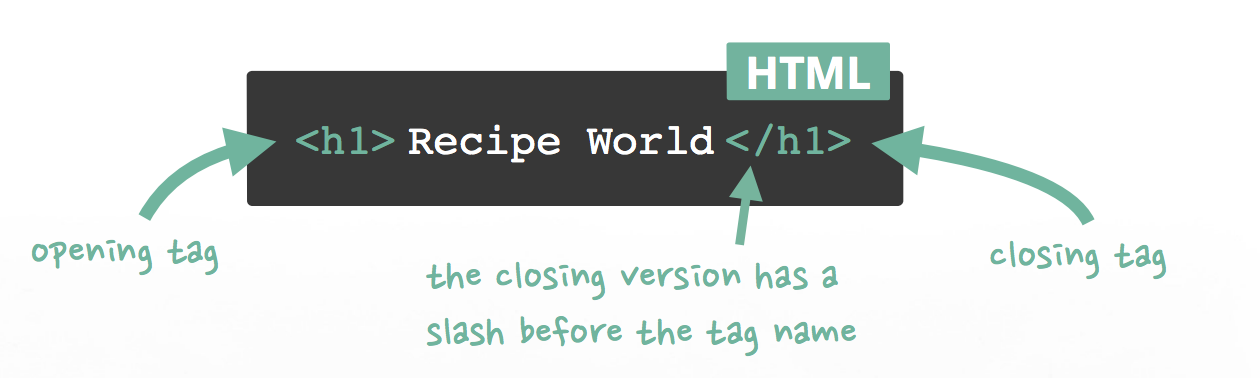 HTML
<h1> Recipe World </h1>
opening tag
closing tag
the closing version has a
slash before the tag name